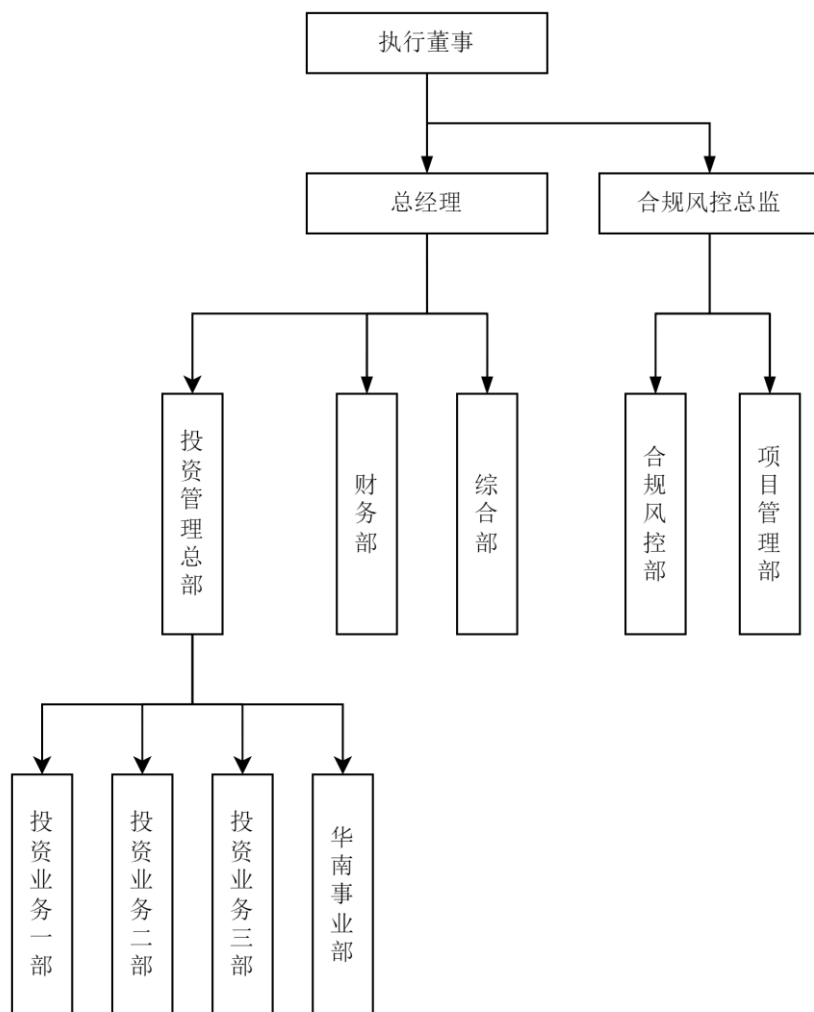 执行董事
总经理
合规风控总监
投资管理总部
财务部
综合部
合规风控部
项目管理部
投资业务一部
投资业务二部
投资业务三部
华南事业部